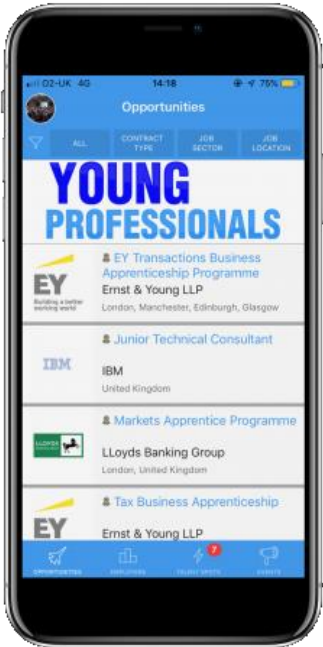 O2-UK 4G 14:18 75%
Opportunities
ALL CONTRACT TYPE JOB SECTOR JOB LOCATION
YOUNG
PROFESSIONALS
EY Transactions Business
Apprenticeship Programme
EY
Ernst & Young LLP
Building a better
working world
London, Manchester, Edinburgh, Glasgow
Junior Technical Consultant
IBM
IBM
United Kingdom
Markets Apprentice Programme
LLOYDS
LLoyds Banking Group
London, United Kingdom
Tax Business Apprenticeship
EY
Ernst & Young LLP
7
OPPORTUNITIES EMPLOYERS TALENT SPOTS EVENTS